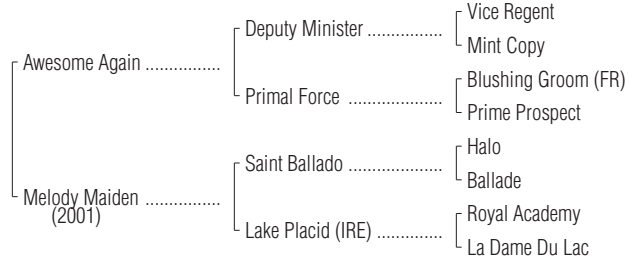 Vice Regent
Deputy Minister ................
Mint Copy
Awesome Again ................
Blushing Groom (FR)
Primal Force ....................
Prime Prospect
Halo
Saint Ballado ....................
Ballade
Melody Maiden ................
(2001)
Royal Academy
Lake Placid (IRE) ..............
La Dame Du Lac